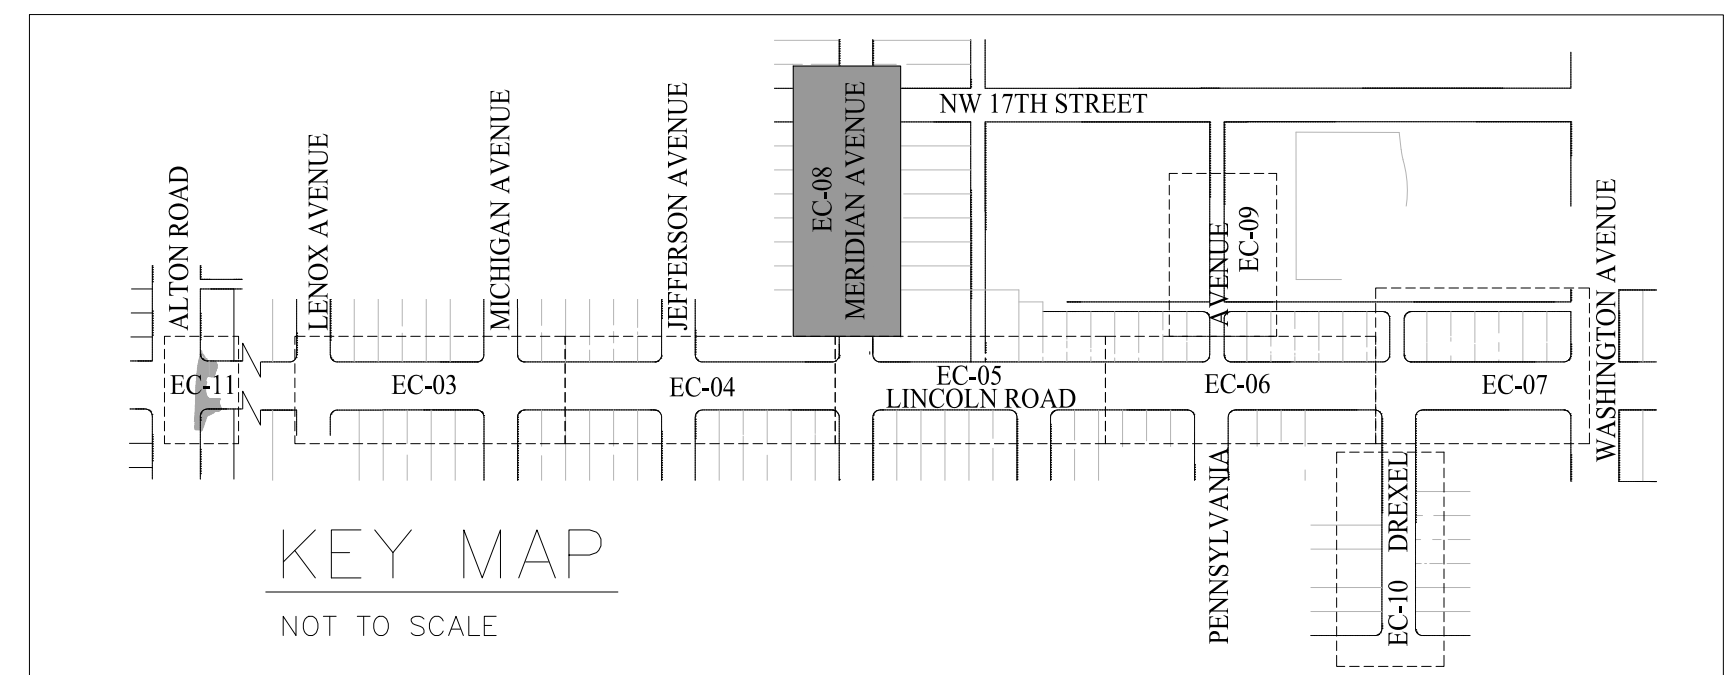 NW 17TH STREET
ALTON ROAD
LENOX AVENUE
MICHIGAN AVENUE
JEFFERSON AVENUE
EC-08
MERIDIAN AVENUE
A VENUE
EC-09
WASHINGTON AVENUE
EC-11
EC-03
EC-04
EC-05
EC-06
EC-07
LINCOLN ROAD
PENNSYLVANIA
EC-10 DREXEL
KEY MAP
NOT TO SCALE